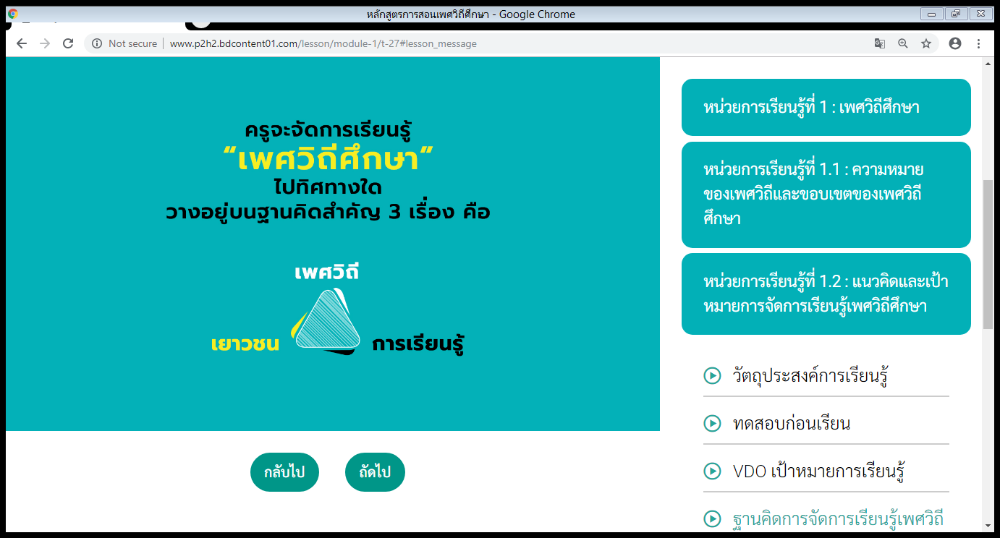 หลักสูตรการสอนเพศวิถีศึกษา - Google Chrome
Not secure | www.p2h2.bdcontent01.com/lesson/module-1/t-27#lesson_message
ครูจะจัดการเรียนรู้
“เพศวิถีศึกษา”
ไปทิศทางใด
วางอยู่บนฐานคิดสำคัญ 3 เรื่อง คือ
เพศวิถี
เยาวชน
การเรียนรู้
กลับไป
ถัดไป
หน่วยการเรียนรู้ที่ 1 : เพศวิถีศึกษา
หน่วยการเรียนรู้ที่ 1.1 : ความหมาย
ของเพศวิถีและขอบเขตของเพศวิถี
ศึกษา
หน่วยการเรียนรู้ที่ 1.2 : แนวคิดและเป้า
หมายการจัดการเรียนรู้เพศวิถีศึกษา
วัตถุประสงค์การเรียนรู้
ทดสอบก่อนเรียน
VDO เป้าหมายการเรียนรู้
ฐานคิดการจัดการเรียนรู้เพศวิถี